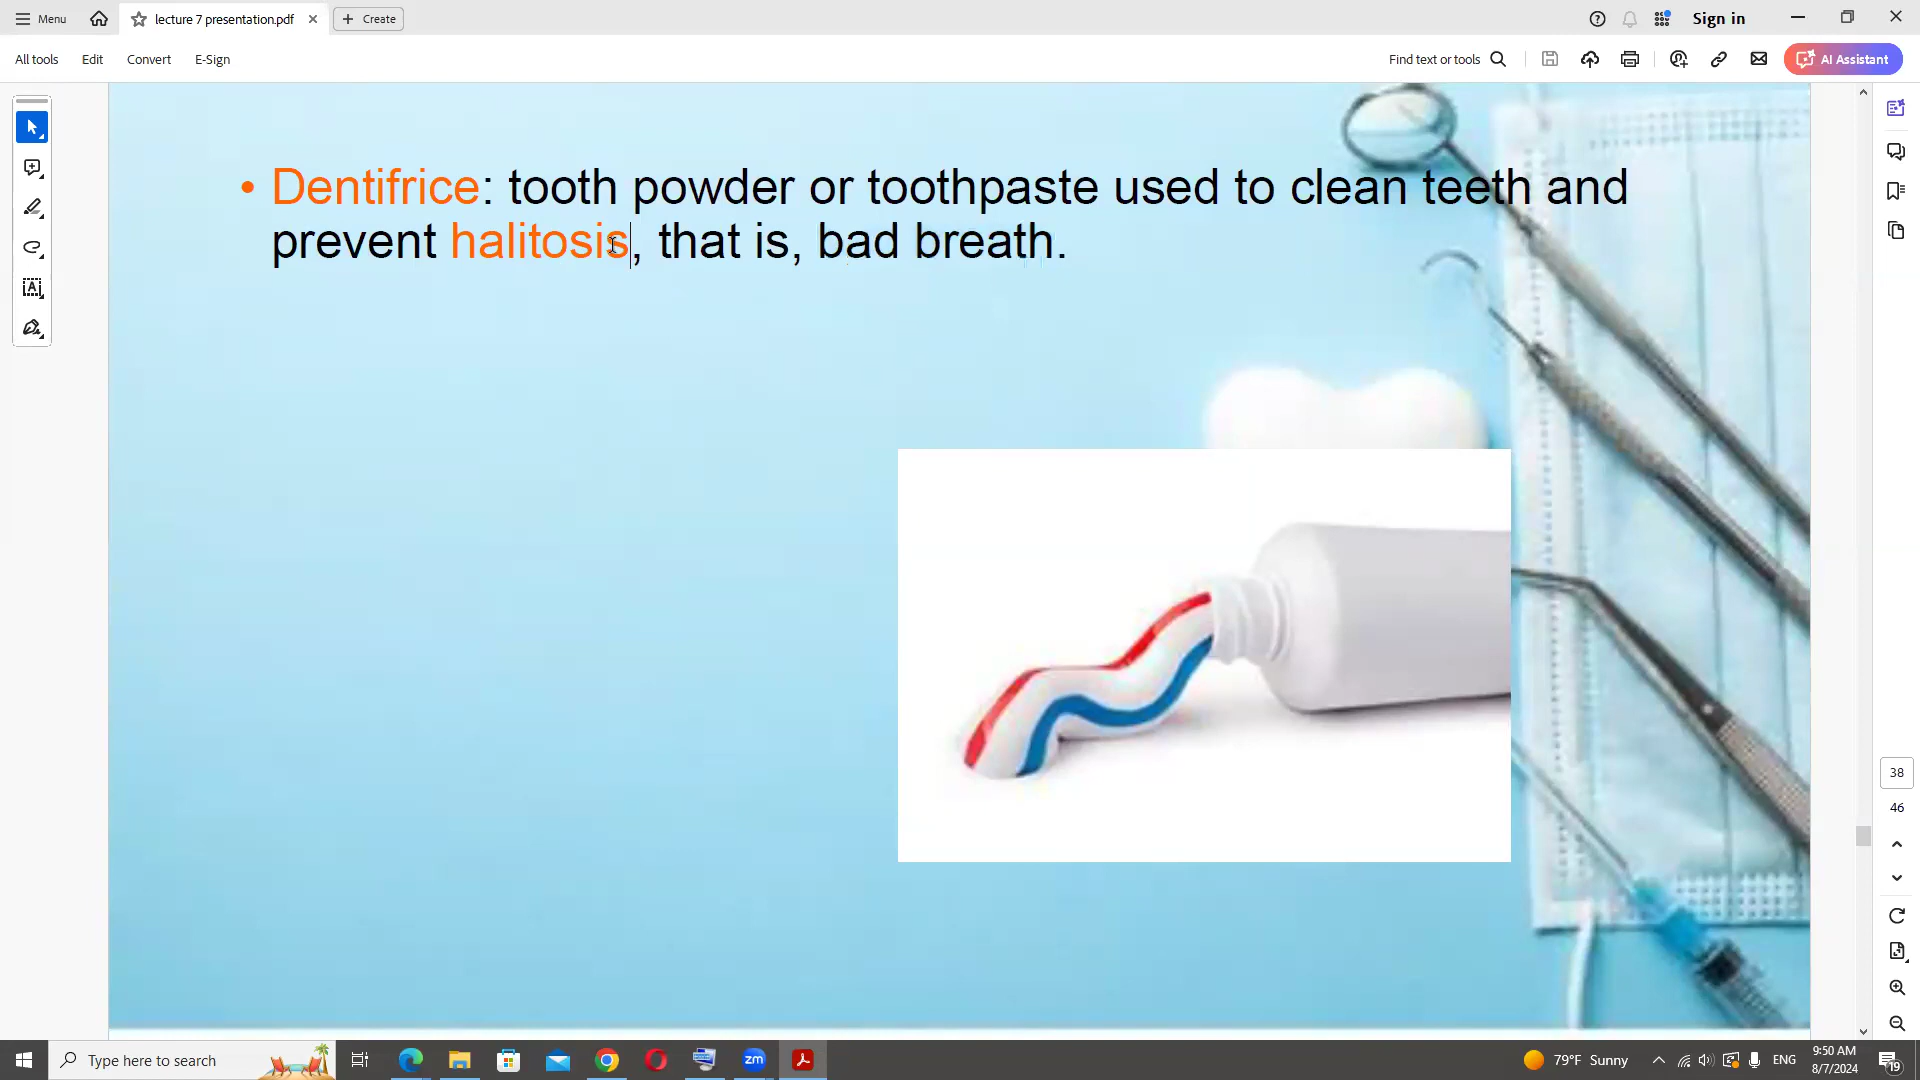 Menu
lecture 7 presentation.pdf
Create
Sign in
All tools
Edit
Convert
E-Sign
Find text or tools
AI Assistant
• Dentifrice: tooth powder or toothpaste used to clean teeth and
prevent halitosis, that is, bad breath.
38
46
Type here to search
zm
79°F Sunny
ENG
9:50 AM
8/7/2024
19